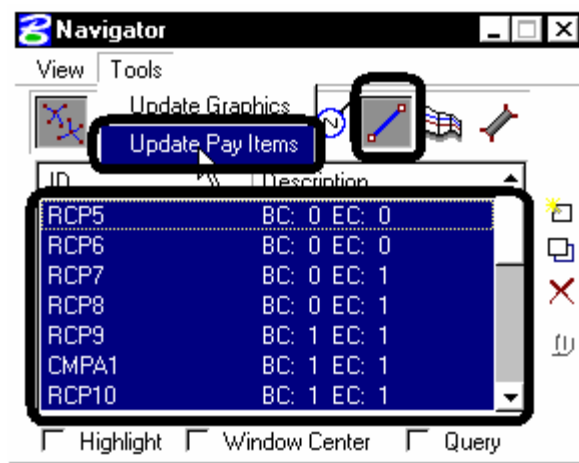 Navigator
View Tools
Update Graphics
Update Pay Items
ID Description
RCP5 BC: 0 EC: 0
RCP6 BC: 0 EC: 0
RCP7 BC: 0 EC: 1
RCP8 BC: 0 EC: 1
RCP9 BC: 1 EC: 1
CMPA1 BC: 1 EC: 1
RCP10 BC: 1 EC: 1
Highlight Window Center Query